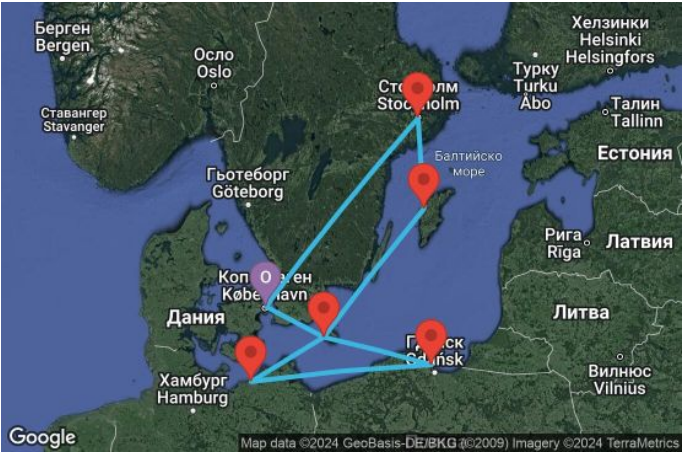 Берген
Bergen
Осло
Oslo
Хелзинки
Helsinki
Helsingfors
Турку
Turku
Åbo
Stockholm
Талин
Tallinn
Ставангер
Stavanger
Естония
Балтийско
море
Гьотеборг
Göteborg
Рига
Rīga
Латвия
O
Дания
Литва
Gdańsk
Вилнюс
Vilnius
Хамбург
Hamburg
Google
Map data ©2024 GeoBasis-DE/BKG (©2009) Imagery ©2024 TerraMetrics